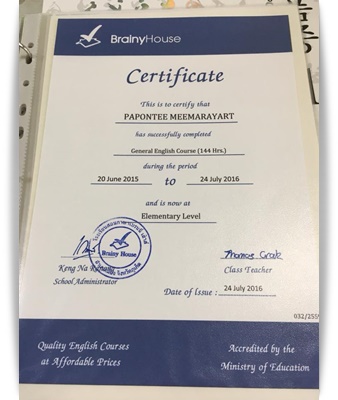 BrainyHouse
Certificate
This is to certify that
PAPONTEE MEEMARAYART
has successfully completed
General English Course (144 Hrs.)
during the period
20 June 2015 to 24 July 2016
and is now at
Elementary Level
Brainy House
Keng Na
School Administrator
Class Teacher
Date of Issue : 24 July 2016
Quality English Courses
at Affordable Prices
Accredited by the
Ministry of Education